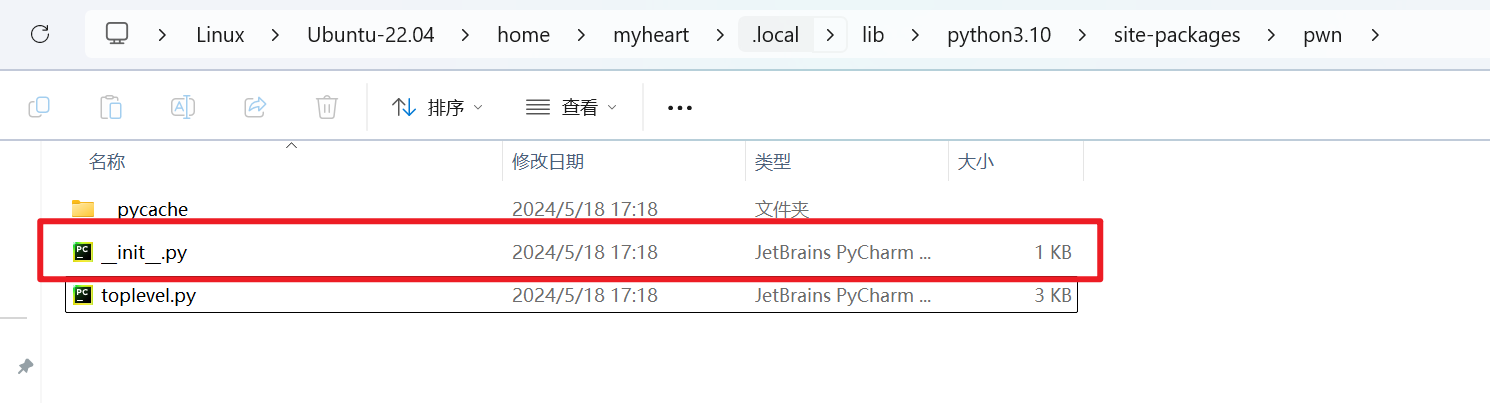 Linux > Ubuntu-22.04 > home > myheart > .local > lib > python3.10 > site-packages > pwn >
排序 查看 •••
名称 修改日期 类型 大小
__pycache__ 2024/5/18 17:18 文件夹
__init__.py 2024/5/18 17:18 JetBrains PyCharm ... 1 KB
toplevel.py 2024/5/18 17:18 JetBrains PyCharm ... 3 KB